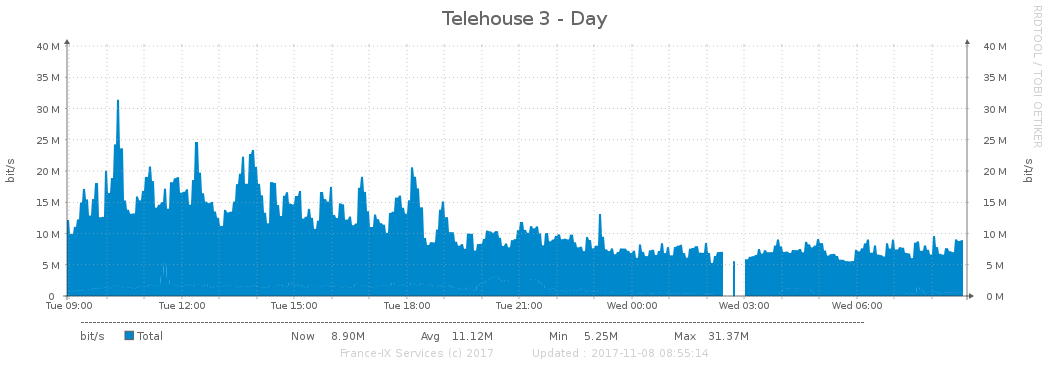 Telehouse 3 - Day
RRDTOOL / TOBI OETIKER
40 M 40 M
35 M 35 M
30 M 30 M
25 M 25 M
20 M 20 M
15 M 15 M
10 M 10 M
5 M 5 M
0 0 M
bit/s bit/s
Tue 09:00 Tue 12:00 Tue 15:00 Tue 18:00 Tue 21:00 Wed 00:00 Wed 03:00 Wed 06:00
bit/s Total Now 8.90M Avg 11.12M Min 5.25M Max 31.37M
France-IX Services (c) 2017 Updated : 2017-11-08 08:55:14